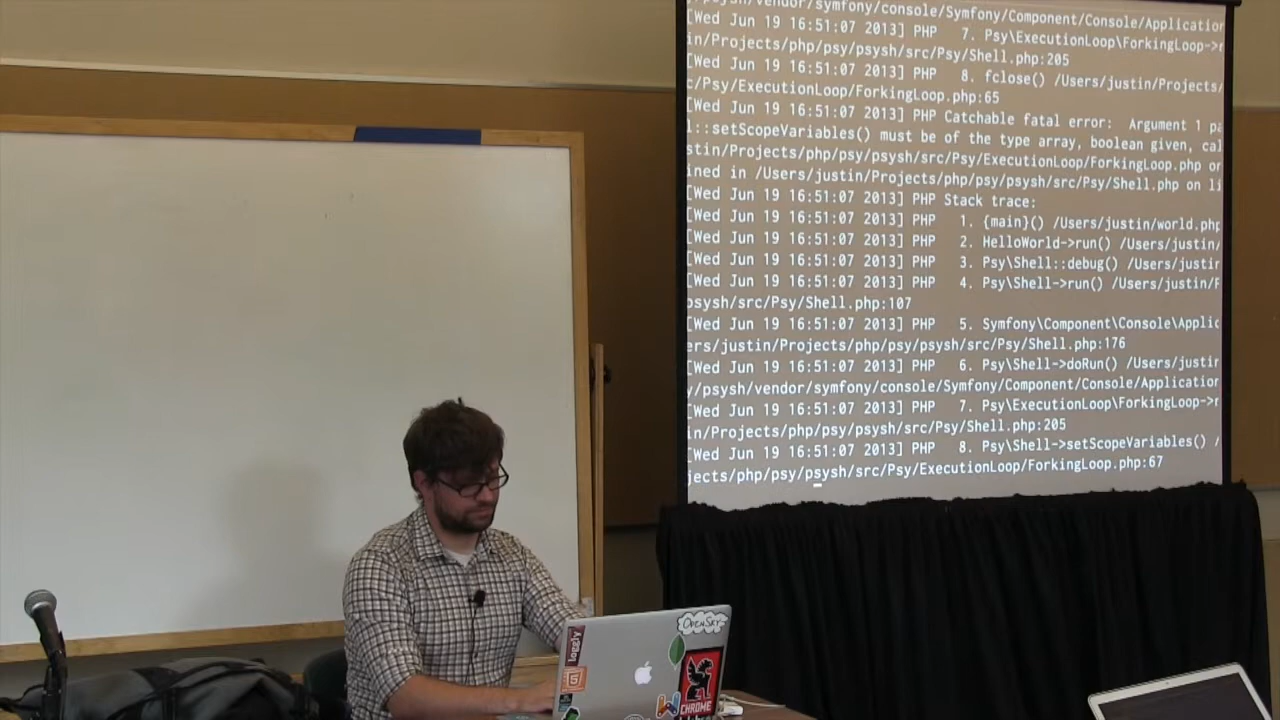 /psysh/vendor/symfony/console/Symfony/Component/Console/Application
[Wed Jun 19 16:51:07 2013] PHP   7. Psy\ExecutionLoop\ForkingLoop->r
in/Projects/php/psy/psysh/src/Psy/Shell.php:205
[Wed Jun 19 16:51:07 2013] PHP   8. fclose() /Users/justin/Projects/
c/Psy/ExecutionLoop/ForkingLoop.php:65
[Wed Jun 19 16:51:07 2013] PHP Catchable fatal error:  Argument 1 pa
l::setScopeVariables() must be of the type array, boolean given, cal
stin/Projects/php/psy/psysh/src/Psy/ExecutionLoop/ForkingLoop.php on
ined in /Users/justin/Projects/php/psy/psysh/src/Psy/Shell.php on li
[Wed Jun 19 16:51:07 2013] PHP Stack trace:
[Wed Jun 19 16:51:07 2013] PHP   1. {main}() /Users/justin/world.php
[Wed Jun 19 16:51:07 2013] PHP   2. HelloWorld->run() /Users/justin/
[Wed Jun 19 16:51:07 2013] PHP   3. Psy\Shell::debug() /Users/justin
[Wed Jun 19 16:51:07 2013] PHP   4. Psy\Shell->run() /Users/justin/P
psysh/src/Psy/Shell.php:107
[Wed Jun 19 16:51:07 2013] PHP   5. Symfony\Component\Console\Applic
ers/justin/Projects/php/psy/psysh/src/Psy/Shell.php:176
[Wed Jun 19 16:51:07 2013] PHP   6. Psy\Shell->doRun() /Users/justin
y/psysh/vendor/symfony/console/Symfony/Component/Console/Application
[Wed Jun 19 16:51:07 2013] PHP   7. Psy\ExecutionLoop\ForkingLoop->r
in/Projects/php/psy/psysh/src/Psy/Shell.php:205
[Wed Jun 19 16:51:07 2013] PHP   8. Psy\Shell->setScopeVariables() /
jects/php/psy/psysh/src/Psy/ExecutionLoop/ForkingLoop.php:67
OPENSKY
loggly
5
CHROME